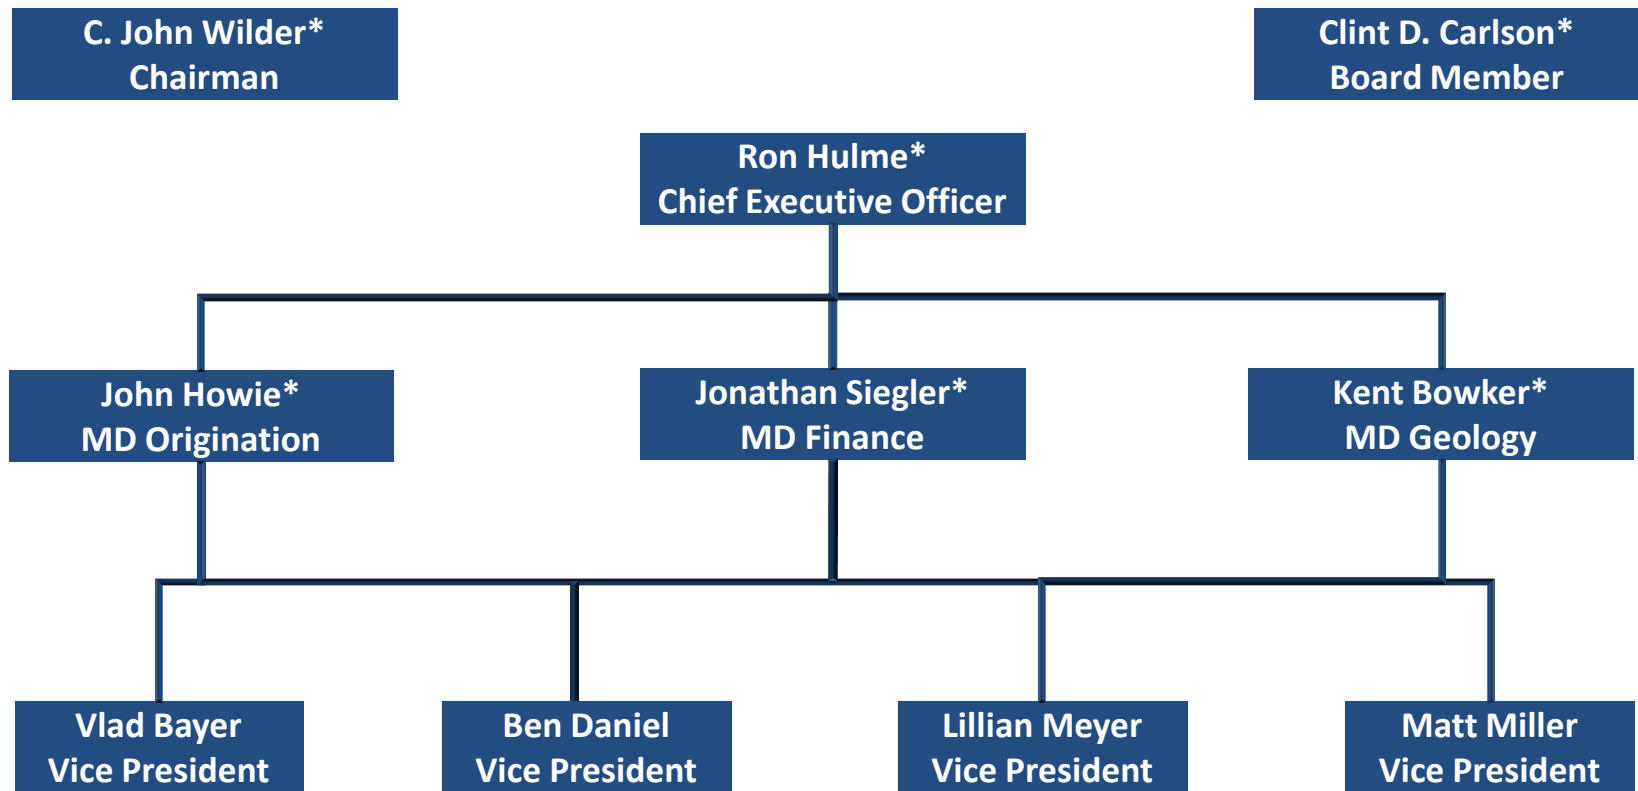 C. John Wilder*
Chairman
Clint D. Carlson*
Board Member
Ron Hulme*
Chief Executive Officer
John Howie*
MD Origination
Jonathan Siegler*
MD Finance
Kent Bowker*
MD Geology
Vlad Bayer
Vice President
Ben Daniel
Vice President
Lillian Meyer
Vice President
Matt Miller
Vice President